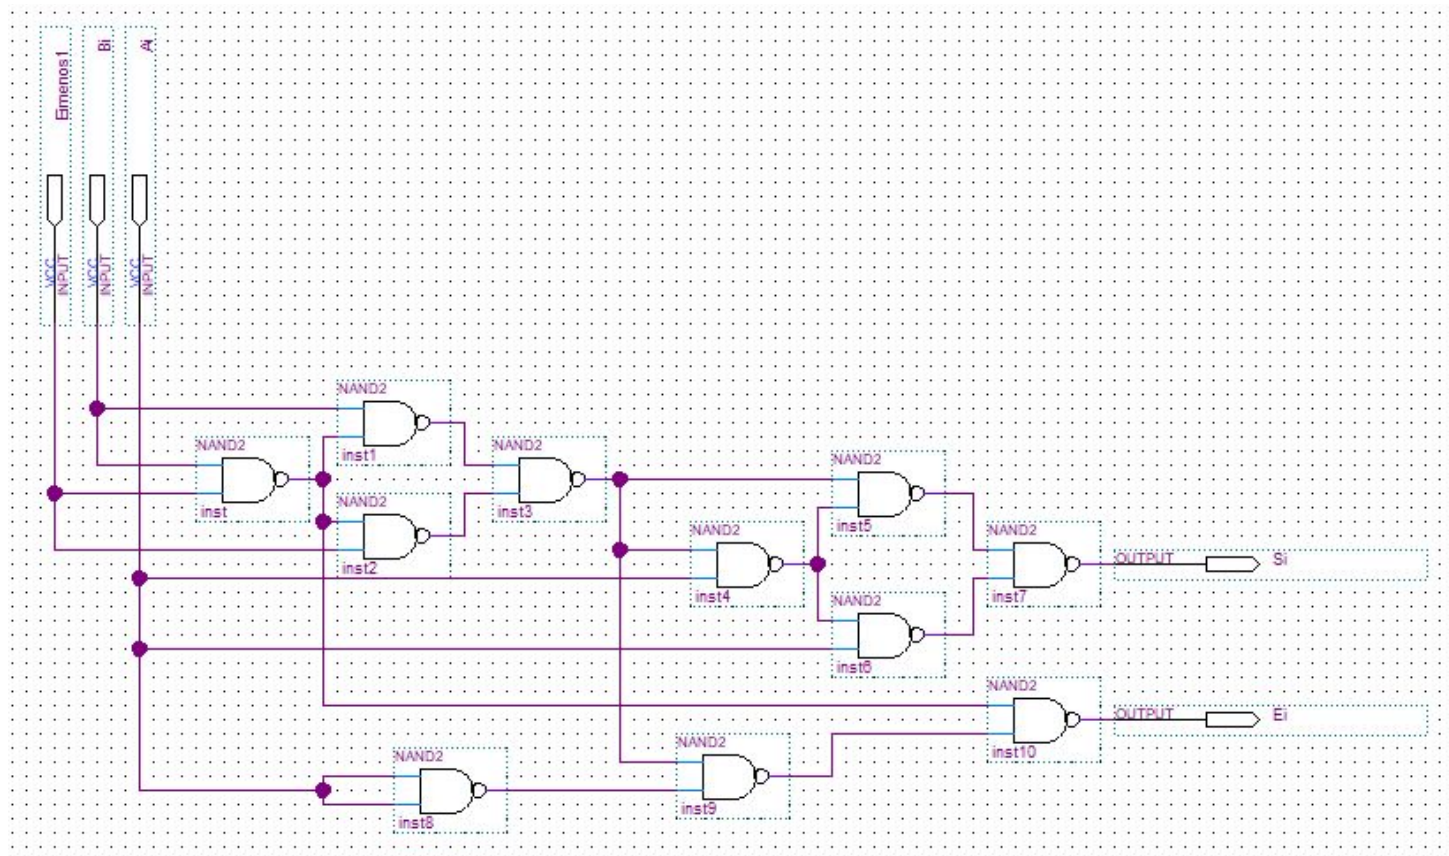 Eimenos1
Bi
Ai
VCC
INPUT
VCC
INPUT
VCC
INPUT
NAND2
inst1
NAND2
inst
NAND2
inst2
NAND2
inst3
NAND2
inst5
NAND2
inst4
NAND2
inst7
OUTPUT
Si
NAND2
inst6
NAND2
inst10
OUTPUT
Ei
NAND2
inst9
NAND2
inst8